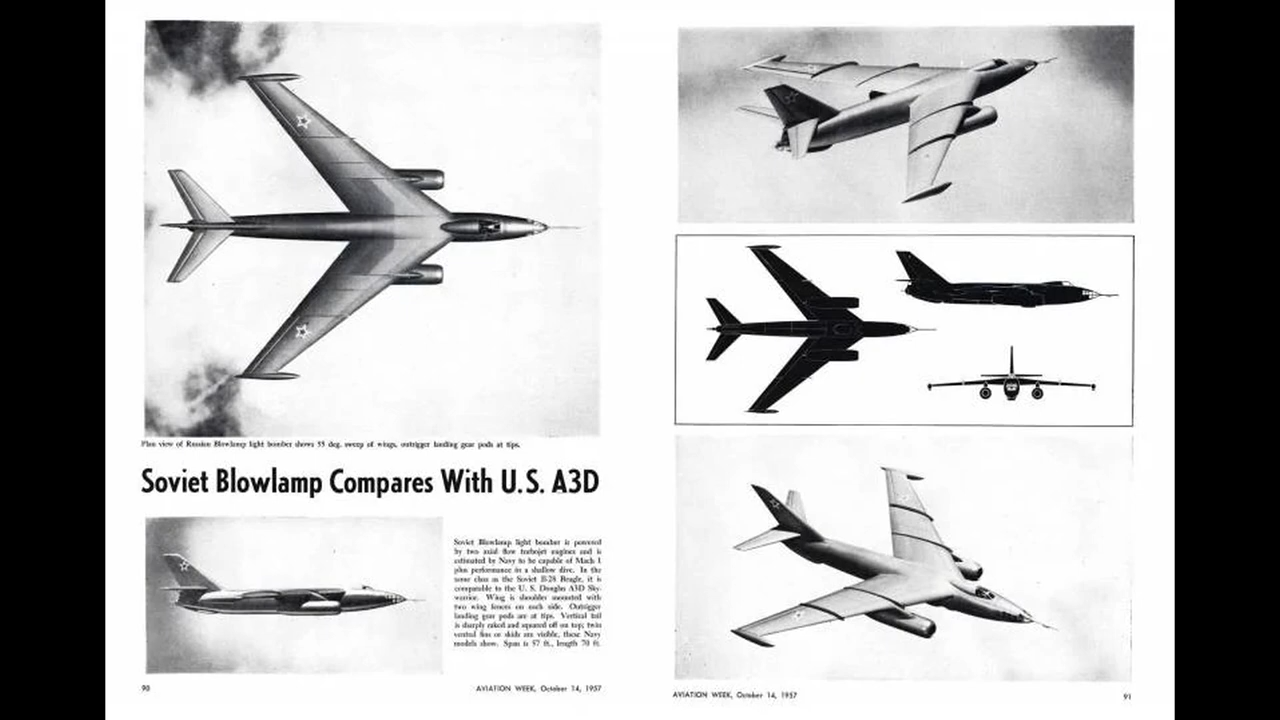 Plan view of Russian Blowlamp light bomber shows 55 deg. sweep of wings, outrigger landing gear pods at tips.
Soviet Blowlamp Compares With U.S. A3D
Soviet Blowlamp light bomber is powered
by two axial flow turbojet engines and is
estimated by Navy to be capable of Mach 1
plus performance in a shallow dive. In the
same class as the Soviet Il-28 Beagle, it is
comparable to the U. S. Douglas A3D Sky-
warrior. Wing is shoulder mounted with
two wing fences on each side. Outrigger
landing gear pods are at tips. Vertical tail
is sharply raked and squared off on top; twin
ventral fins or skids are visible, these Navy
models show. Span is 57 ft., length 70 ft.
90
AVIATION WEEK, October 14, 1957
AVIATION WEEK, October 14, 1957
91